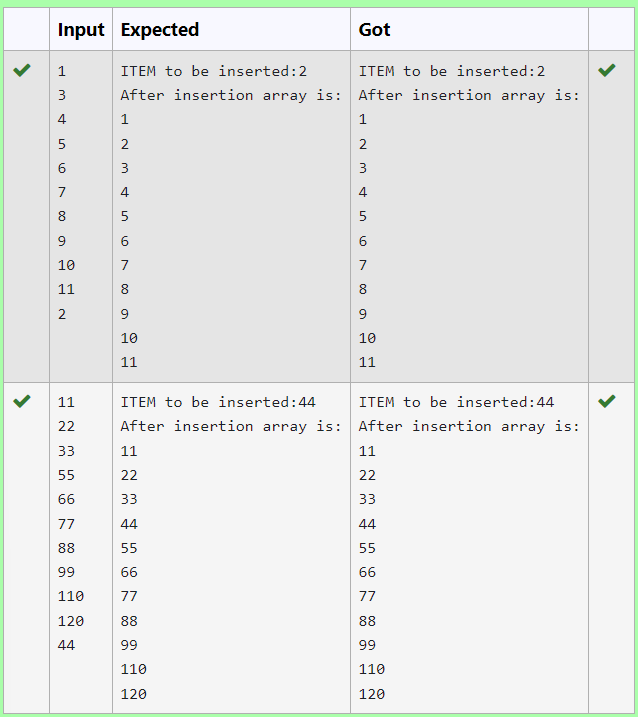 Input Expected Got
1 ITEM to be inserted:2 ITEM to be inserted:2
3 After insertion array is: After insertion array is:
4 1 1
5 2 2
6 3 3
7 4 4
8 5 5
9 6 6
10 7 7
11 8 8
2 9 9
10 10
11 11
11 ITEM to be inserted:44 ITEM to be inserted:44
22 After insertion array is: After insertion array is:
33 11 11
55 22 22
66 33 33
77 44 44
88 55 55
99 66 66
110 77 77
120 88 88
44 99 99
110 110
120 120